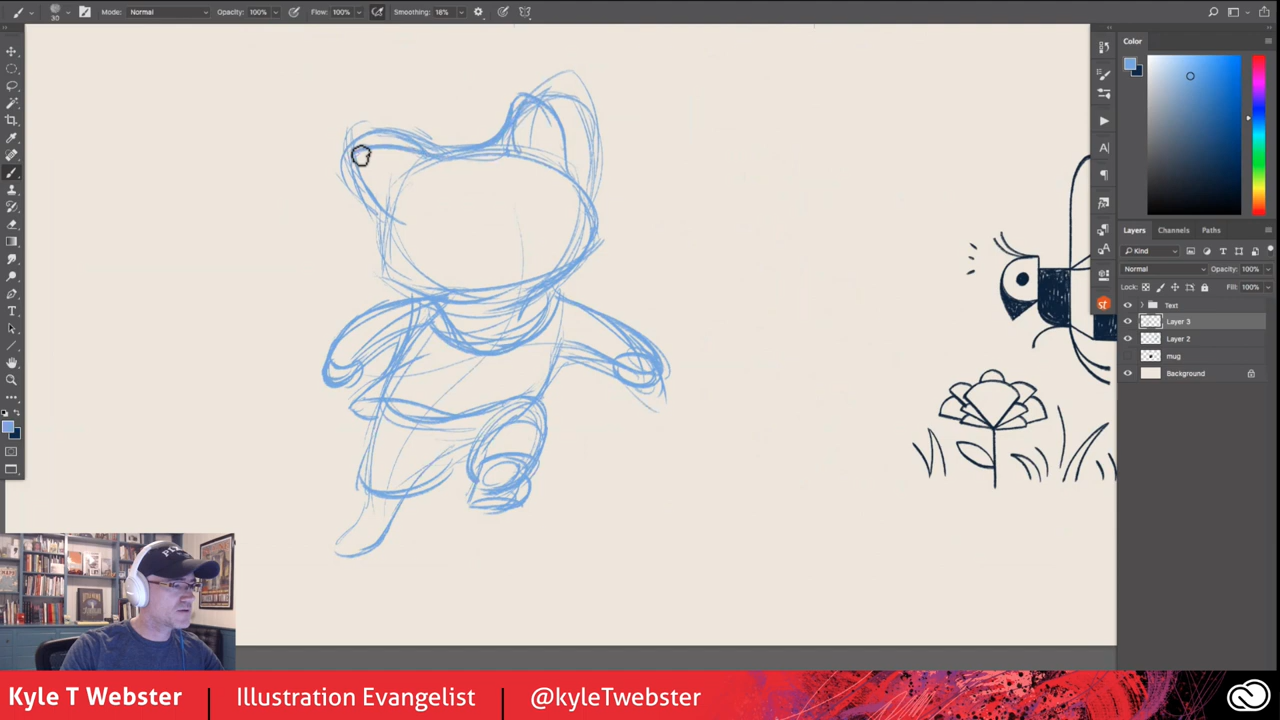 30 Mode: Normal Opacity: 100% Flow: 100% Smoothing: 18%
Color
Layers Channels Paths
Kind
Normal Opacity: 100%
Lock: Fill: 100%
Text
Layer 3
Layer 2
mug
Background
Kyle T Webster | Illustration Evangelist | @kyleTwebster